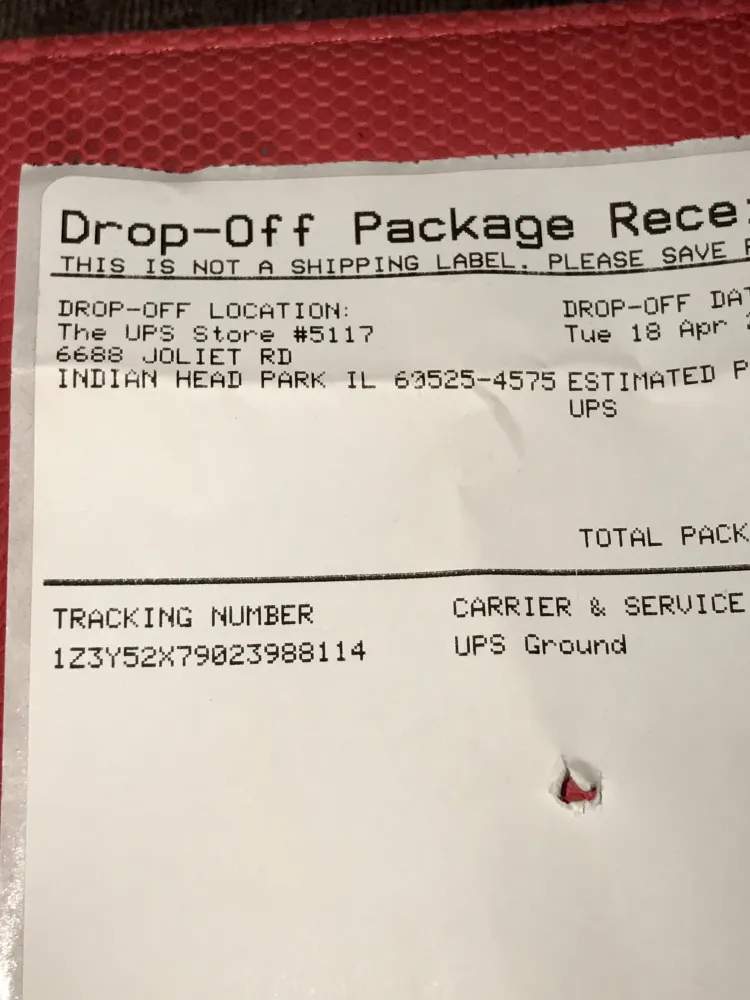 Drop-Off Package Rece
THIS IS NOT A SHIPPING LABEL. PLEASE SAVE
DROP-OFF LOCATION:
The UPS Store #5117
6688 JOLIET RD
INDIAN HEAD PARK IL 60525-4575
DROP-OFF DAT
Tue 18 Apr
ESTIMATED P
UPS
TOTAL PACK
TRACKING NUMBER
1Z3Y52X79023988114
CARRIER & SERVICE
UPS Ground